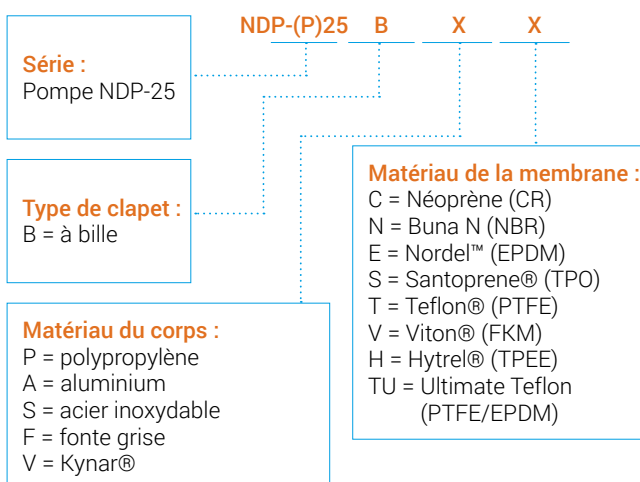 NDP-(P)25 B X X
Série :
Pompe NDP-25
Type de clapet :
B = à bille
Matériau du corps :
P = polypropylène
A = aluminium
S = acier inoxydable
F = fonte grise
V = Kynar®
Matériau de la membrane :
C = Néoprène (CR)
N = Buna N (NBR)
E = Nordel™ (EPDM)
S = Santoprene® (TPO)
T = Teflon® (PTFE)
V = Viton® (FKM)
H = Hytrel® (TPEE)
TU = Ultimate Teflon
(PTFE/EPDM)